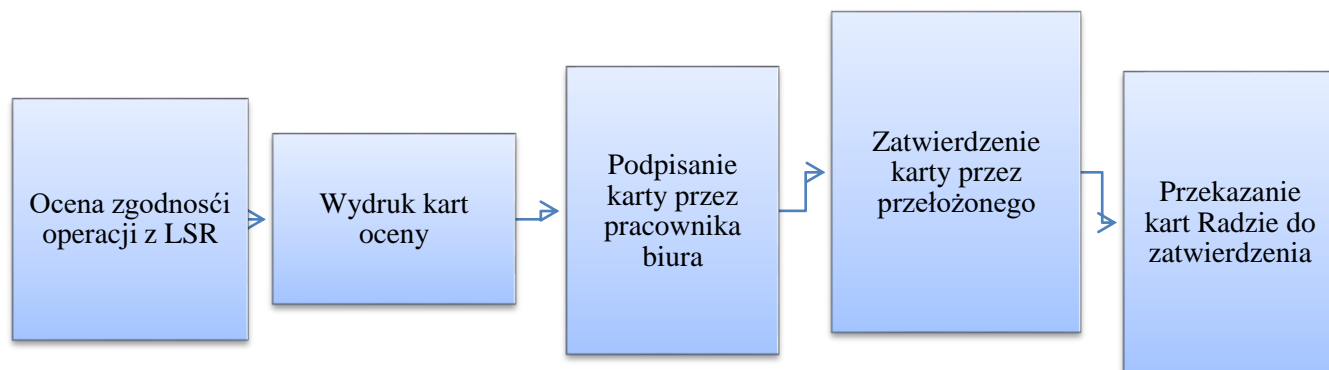 Ocena zgodnosći
operacji z LSR
Wydruk kart
oceny
Podpisanie
karty przez
pracownika
biura
Zatwierdzenie
karty przez
przełożonego
Przekazanie
kart Radzie do
zatwierdzenia